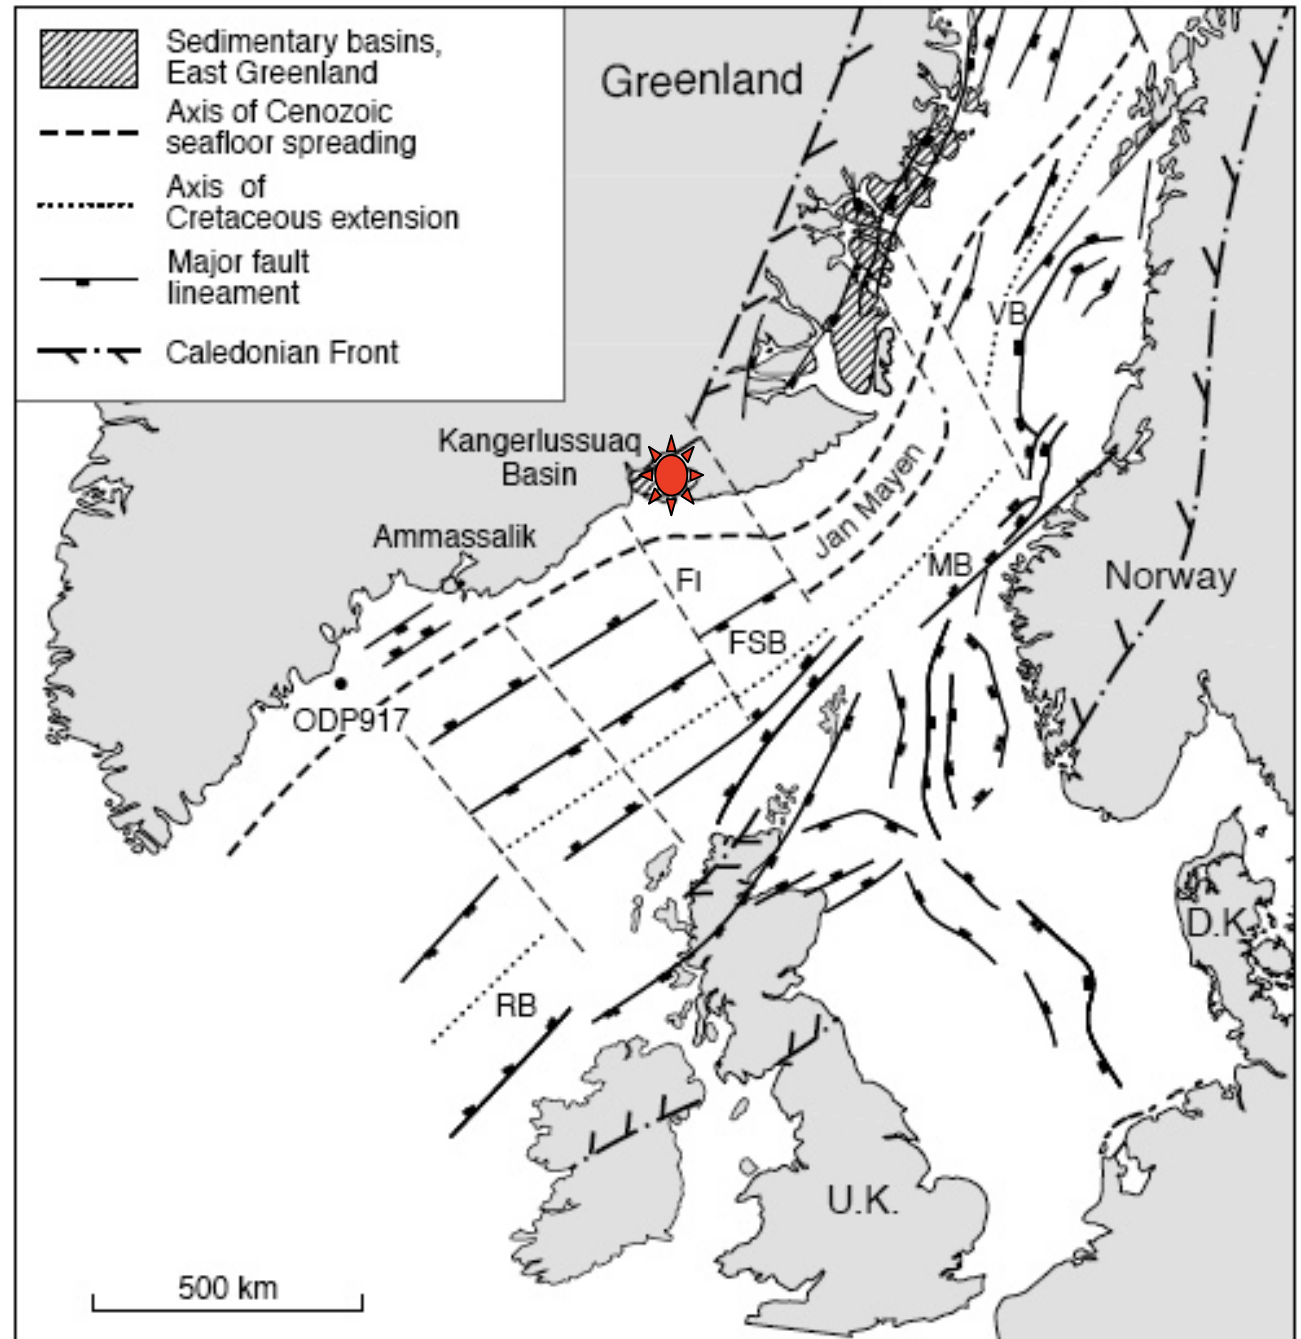 Sedimentary basins,
East Greenland
Axis of Cenozoic
seafloor spreading
Axis of
Cretaceous extension
Major fault
lineament
Caledonian Front
Greenland
VB
Kangerlussuaq
Basin
Jan Mayen
Ammassalik
FI
MB
Norway
FSB
ODP917
D.K.
RB
U.K.
500 km